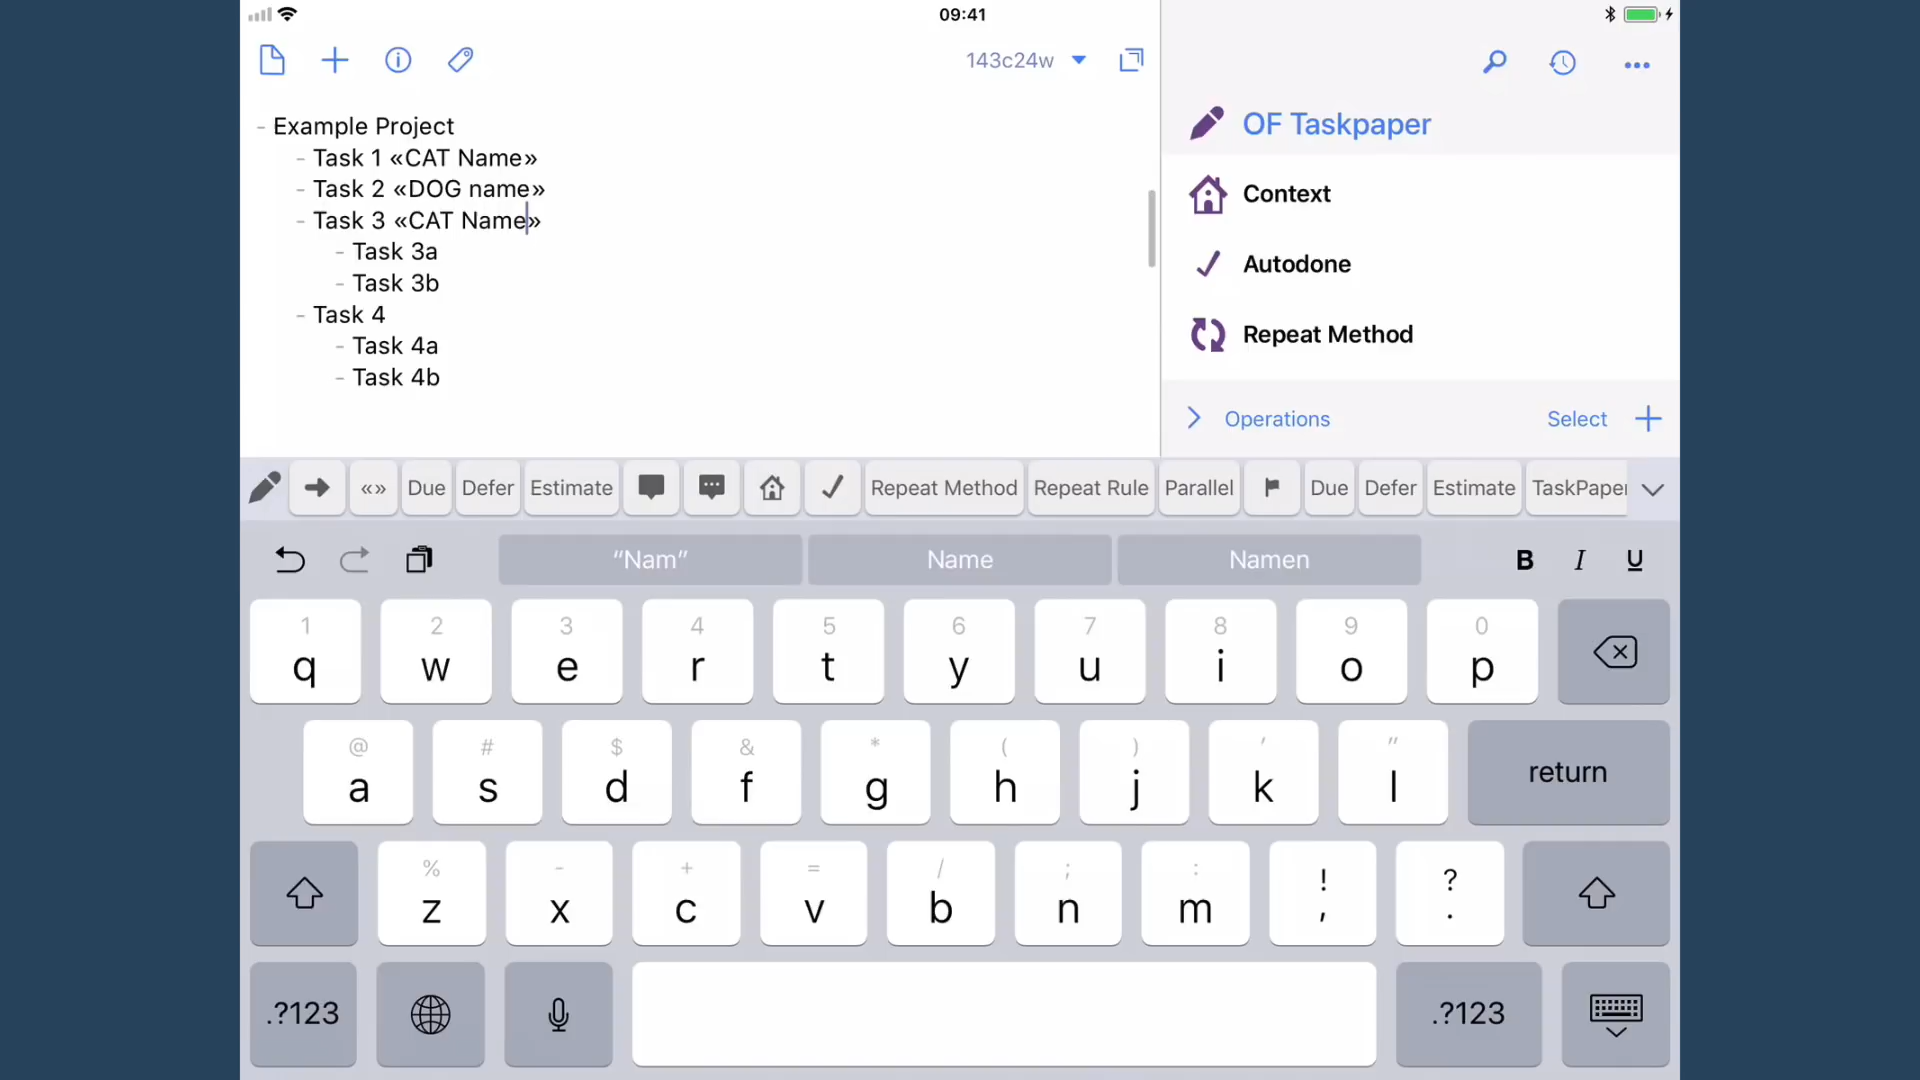 09:41
143c24w
- Example Project
- Task 1 «CAT Name»
- Task 2 «DOG name»
- Task 3 «CAT Name»
- Task 3a
- Task 3b
- Task 4
- Task 4a
- Task 4b
OF Taskpaper
Context
Autodone
Repeat Method
Operations Select
«» Due Defer Estimate Repeat Method Repeat Rule Parallel Due Defer Estimate TaskPaper
“Nam” Name Namen B I U
1 2 3 4 5 6 7 8 9 0
q w e r t y u i o p
@ # $ & * ( ) ' "
a s d f g h j k l return
% - + = / ; : ! ?
z x c v b n m , .
.?123 .?123